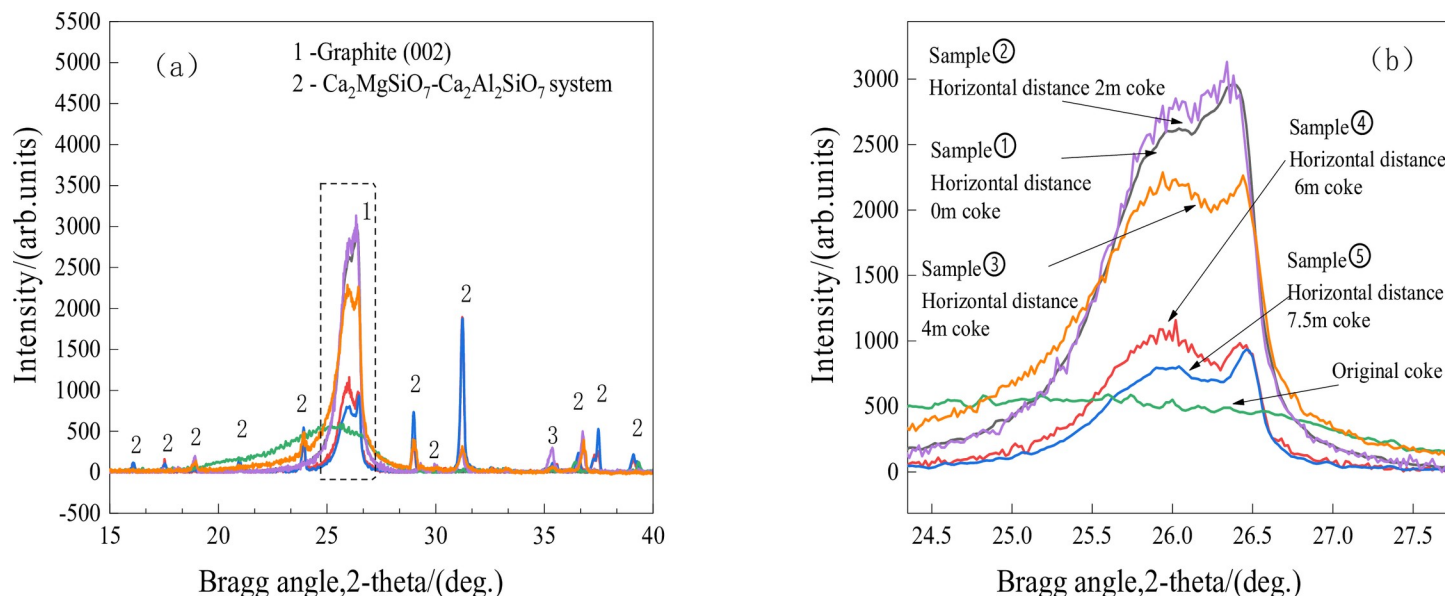 5500
5000
4500
4000
3500
3000
2500
2000
1500
1000
500
0
-500
Intensity/(arb.units)
(a)
1 -Graphite (002)
2 - Ca₂MgSiO₇-Ca₂Al₂SiO₇ system
1
2
2
2
2
2
2
2
2
3
2
2
2
15
20
25
30
35
40
Bragg angle,2-theta/(deg.)
3000
2500
2000
1500
1000
500
0
Intensity/(arb.units)
(b)
Sample②
Horizontal distance 2m coke
Sample①
Horizontal distance
0m coke
Sample③
Horizontal distance
4m coke
Sample④
Horizontal distance
6m coke
Sample⑤
Horizontal distance
7.5m coke
Original coke
24.5
25.0
25.5
26.0
26.5
27.0
27.5
Bragg angle,2-theta/(deg.)